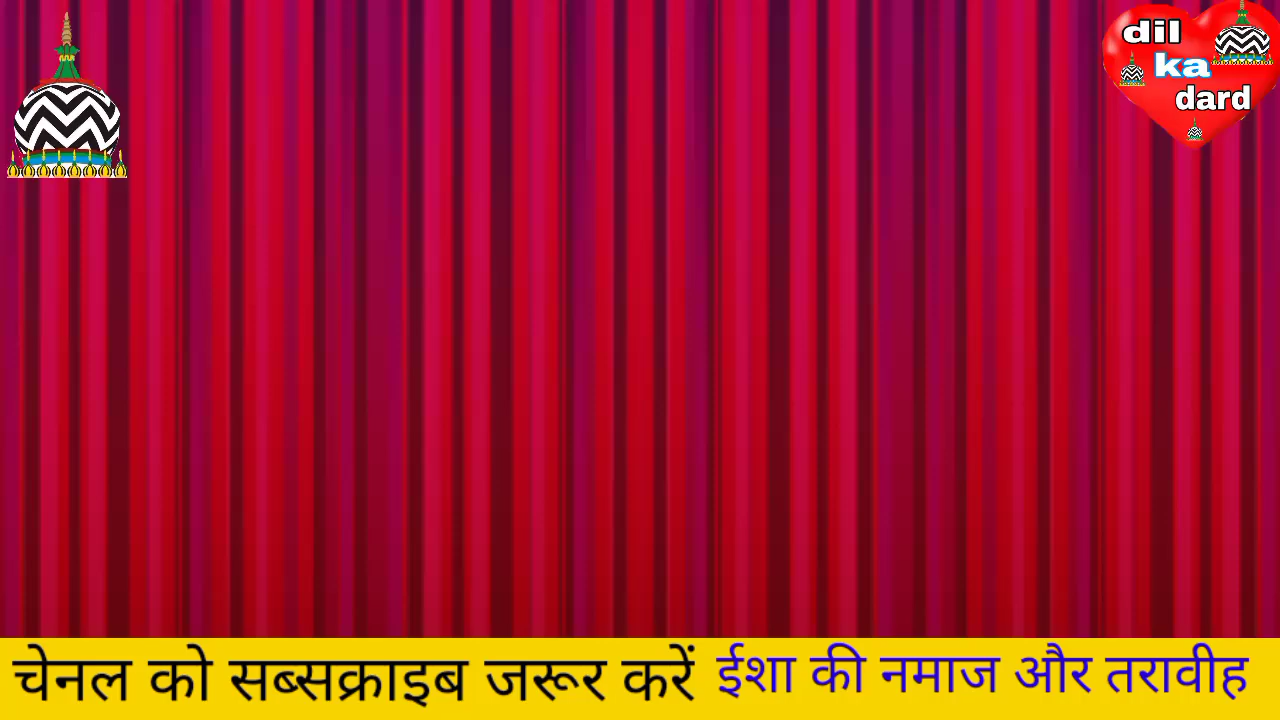 dil
ka
dard
चेनल को सब्सक्राइब जरूर करें ईशा की नमाज और तरावीह